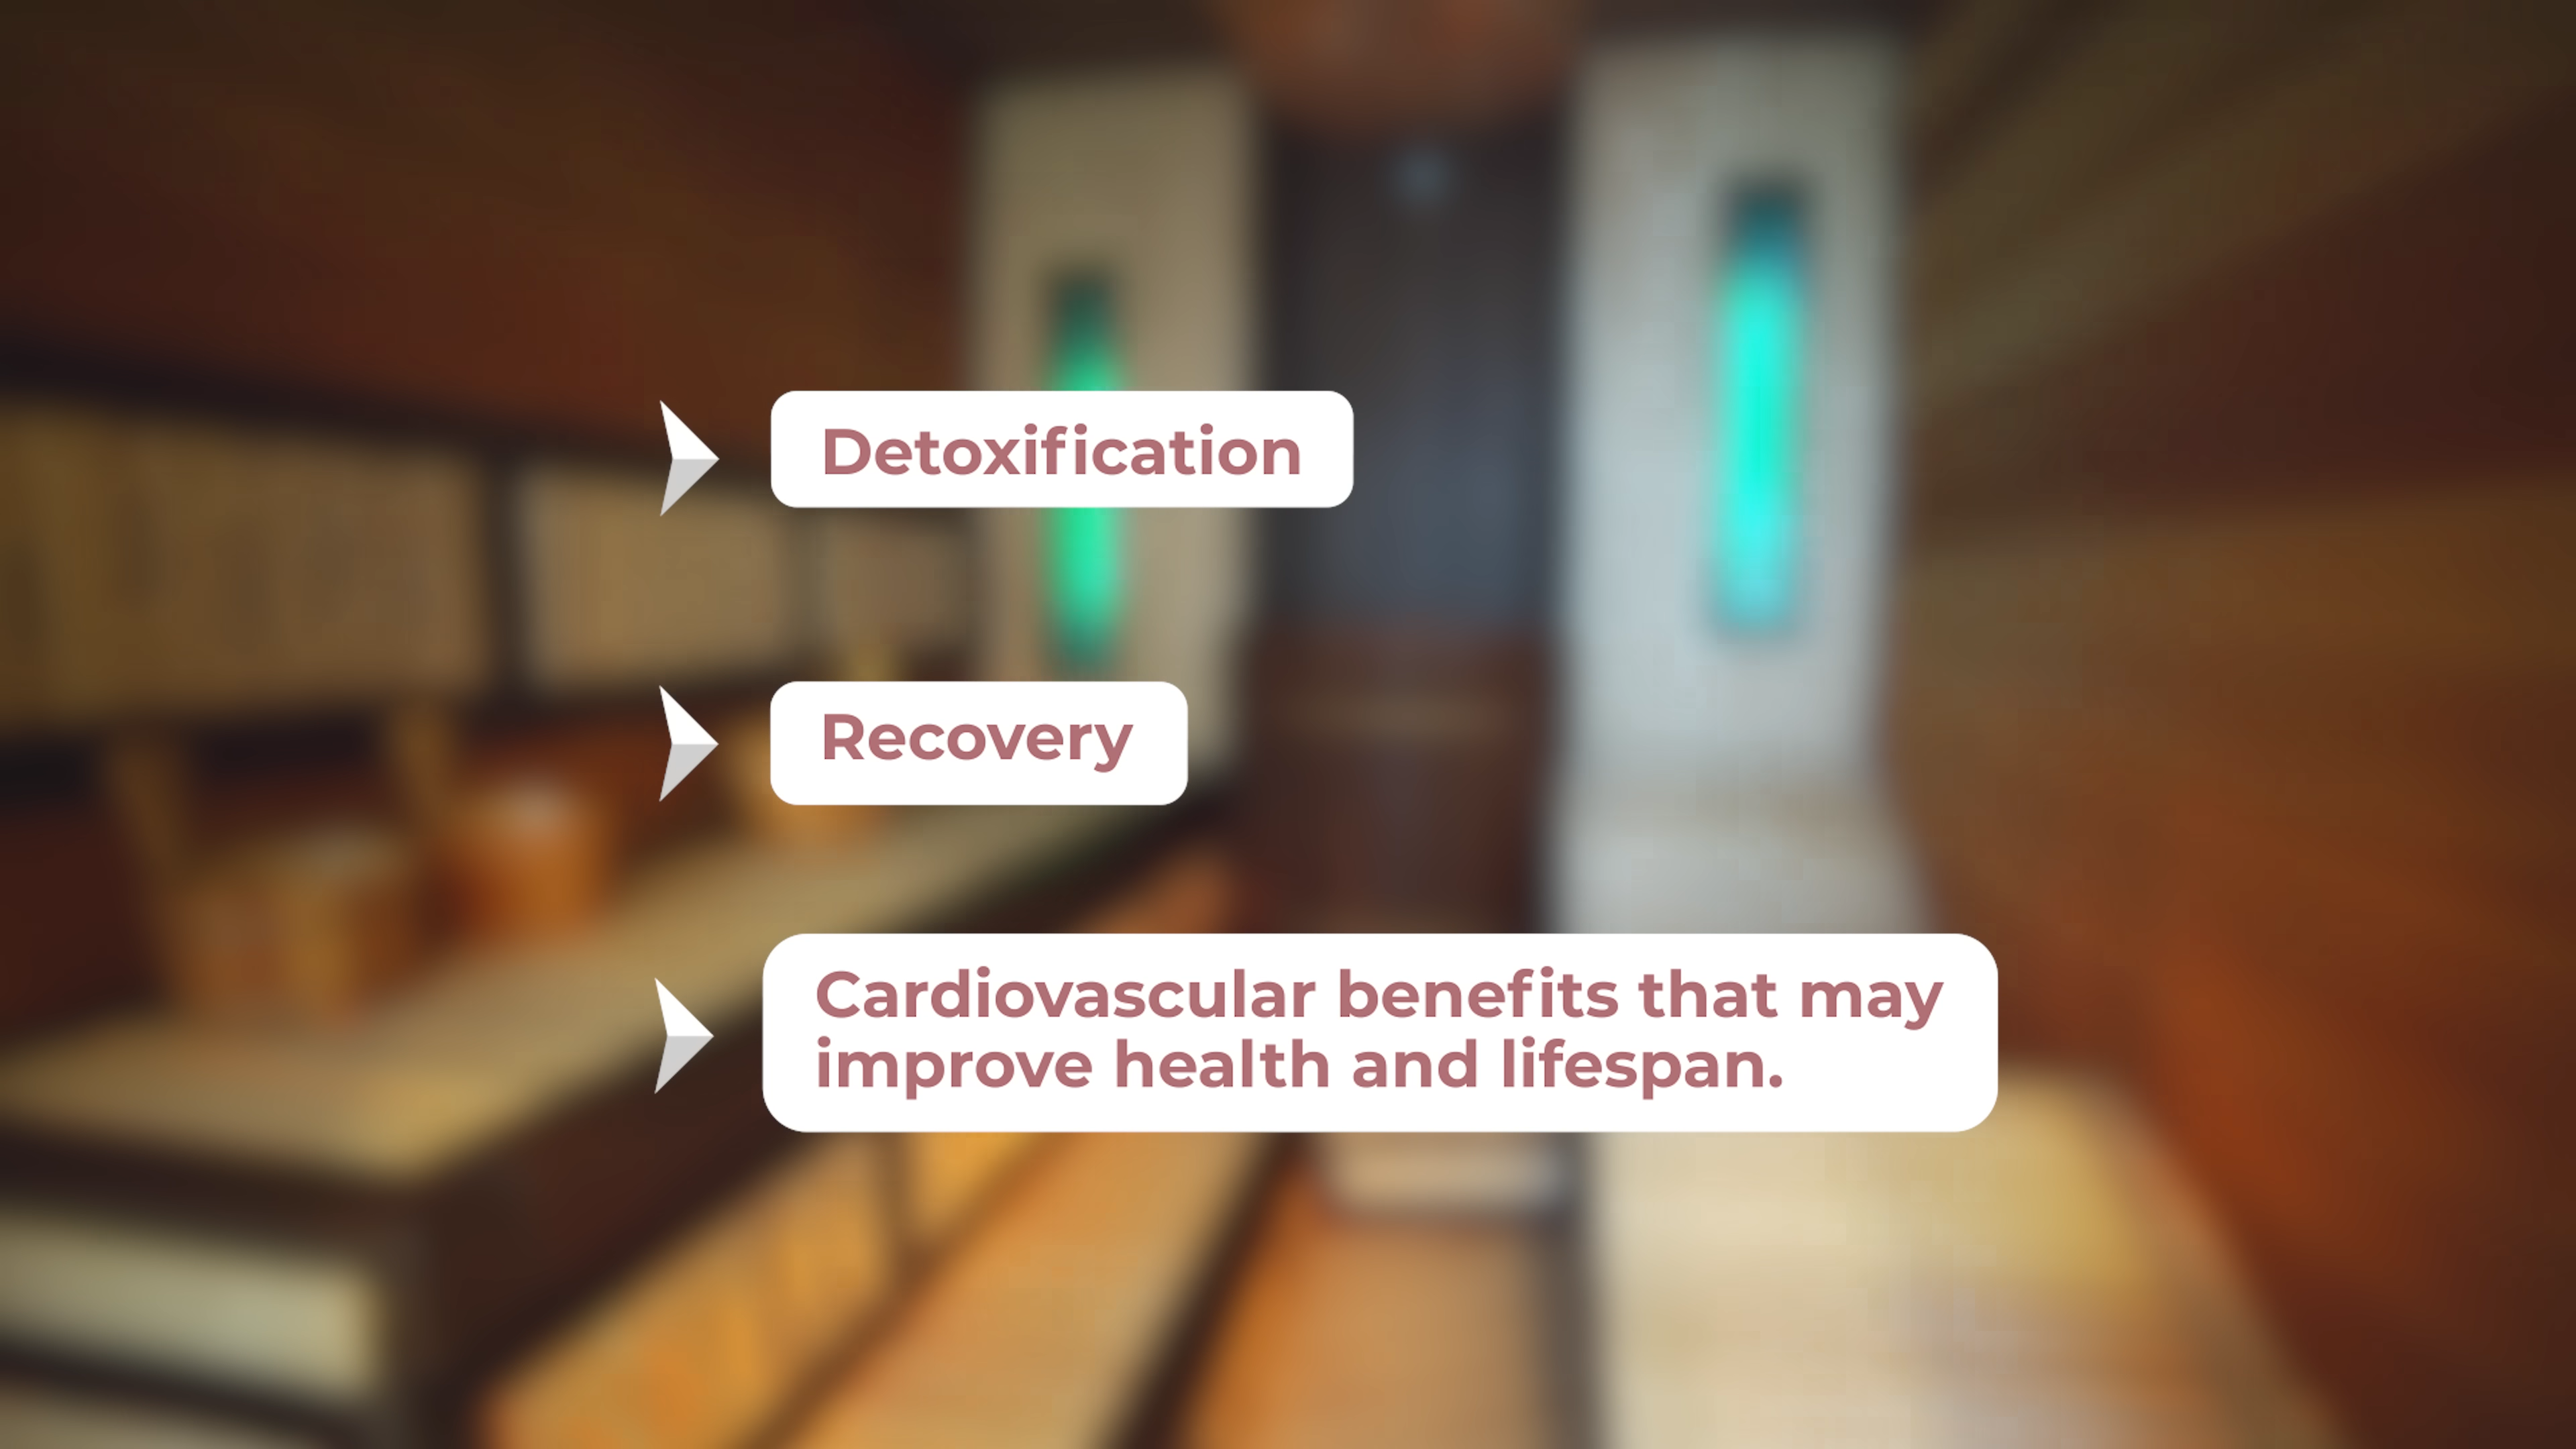 Detoxification
Recovery
Cardiovascular benefits that may
improve health and lifespan.